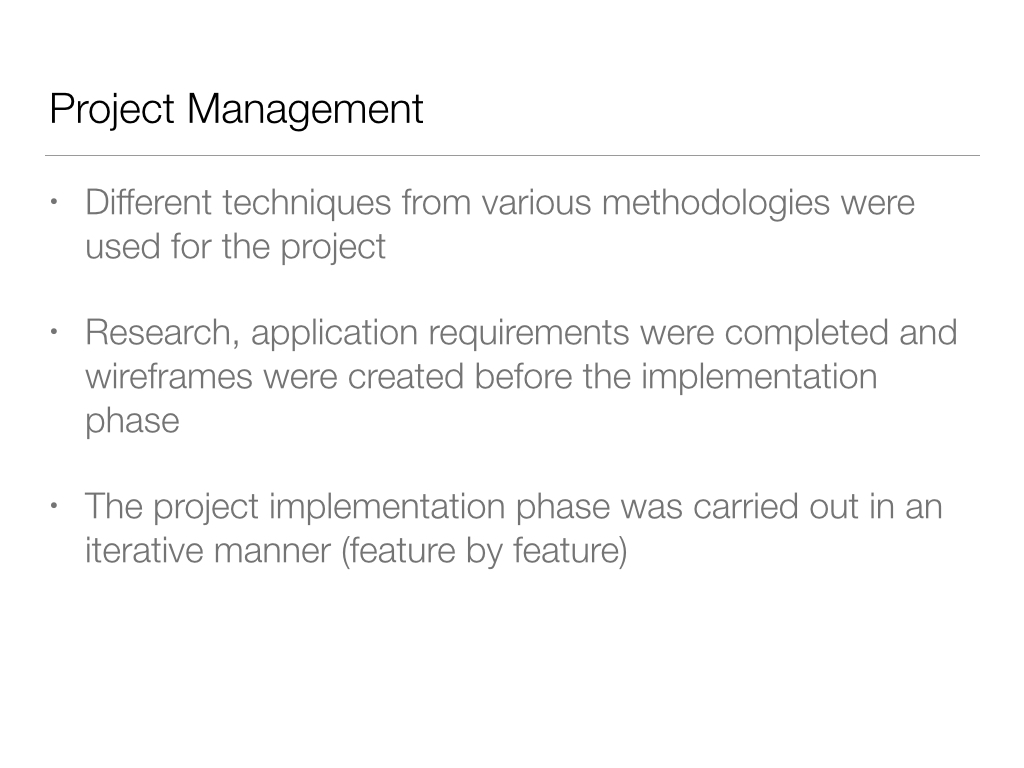 Project Management
• Different techniques from various methodologies were
used for the project
• Research, application requirements were completed and
wireframes were created before the implementation
phase
• The project implementation phase was carried out in an
iterative manner (feature by feature)